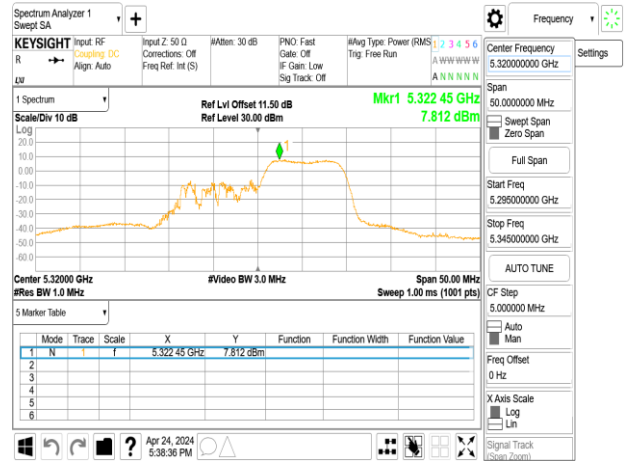 Spectrum Analyzer 1
Swept SA
Frequency
KEYSIGHT
R
Input: RF
Coupling: DC
Align: Auto
Input Z: 50 Ω
Corrections: Off
Freq Ref: Int (S)
#Atten: 30 dB
PNO: Fast
Gate: Off
IF Gain: Low
Sig Track: Off
#Avg Type: Power (RMS
Trig: Free Run
1 2 3 4 5 6
A W W W W W
A N N N N N
1 Spectrum
Scale/Div 10 dB
Ref Lvl Offset 11.50 dB
Ref Level 30.00 dBm
Mkr1 5.322 45 GHz
7.812 dBm
Log
20.0
10.0
0.00
-10.0
-20.0
-30.0
-40.0
-50.0
-60.0
1
Center 5.32000 GHz
#Res BW 1.0 MHz
#Video BW 3.0 MHz
Span 50.00 MHz
Sweep 1.00 ms (1001 pts)
5 Marker Table
Mode Trace Scale X Y Function Function Width Function Value
1 N 1 f 5.322 45 GHz 7.812 dBm
2
3
4
5
6
Apr 24, 2024
5:38:36 PM
Center Frequency
5.320000000 GHz
Settings
Span
50.0000000 MHz
Swept Span
Zero Span
Full Span
Start Freq
5.295000000 GHz
Stop Freq
5.345000000 GHz
AUTO TUNE
CF Step
5.000000 MHz
Auto
Man
Freq Offset
0 Hz
X Axis Scale
Log
Lin
Signal Track
(Span Zoom)